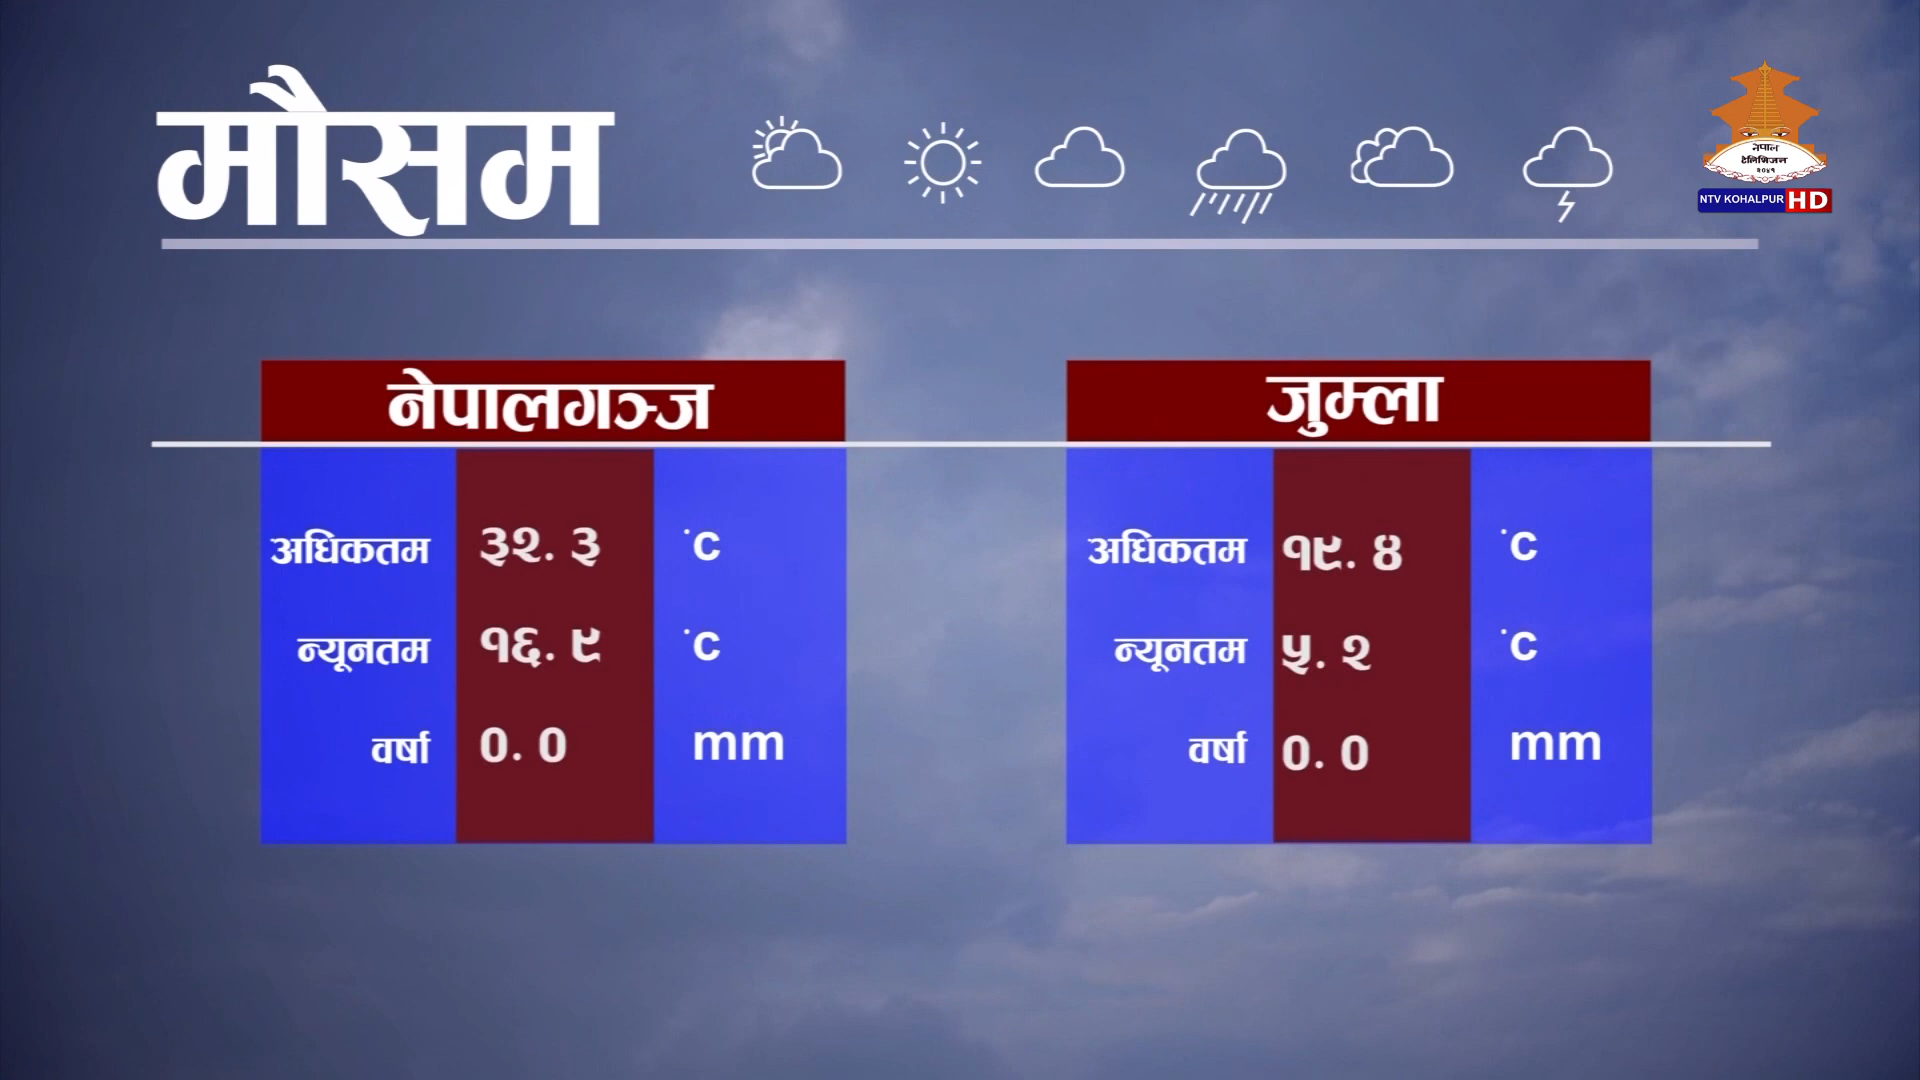 मौसम
नेपाल
टेलिभिजन
२०४१
NTV KOHALPUR HD
नेपालगञ्ज
अधिकतम ३२. ३ °C
न्यूनतम १६. ९ °C
वर्षा 0. 0 mm
जुम्ला
अधिकतम १९. ४ °C
न्यूनतम ५. २ °C
वर्षा 0. 0 mm